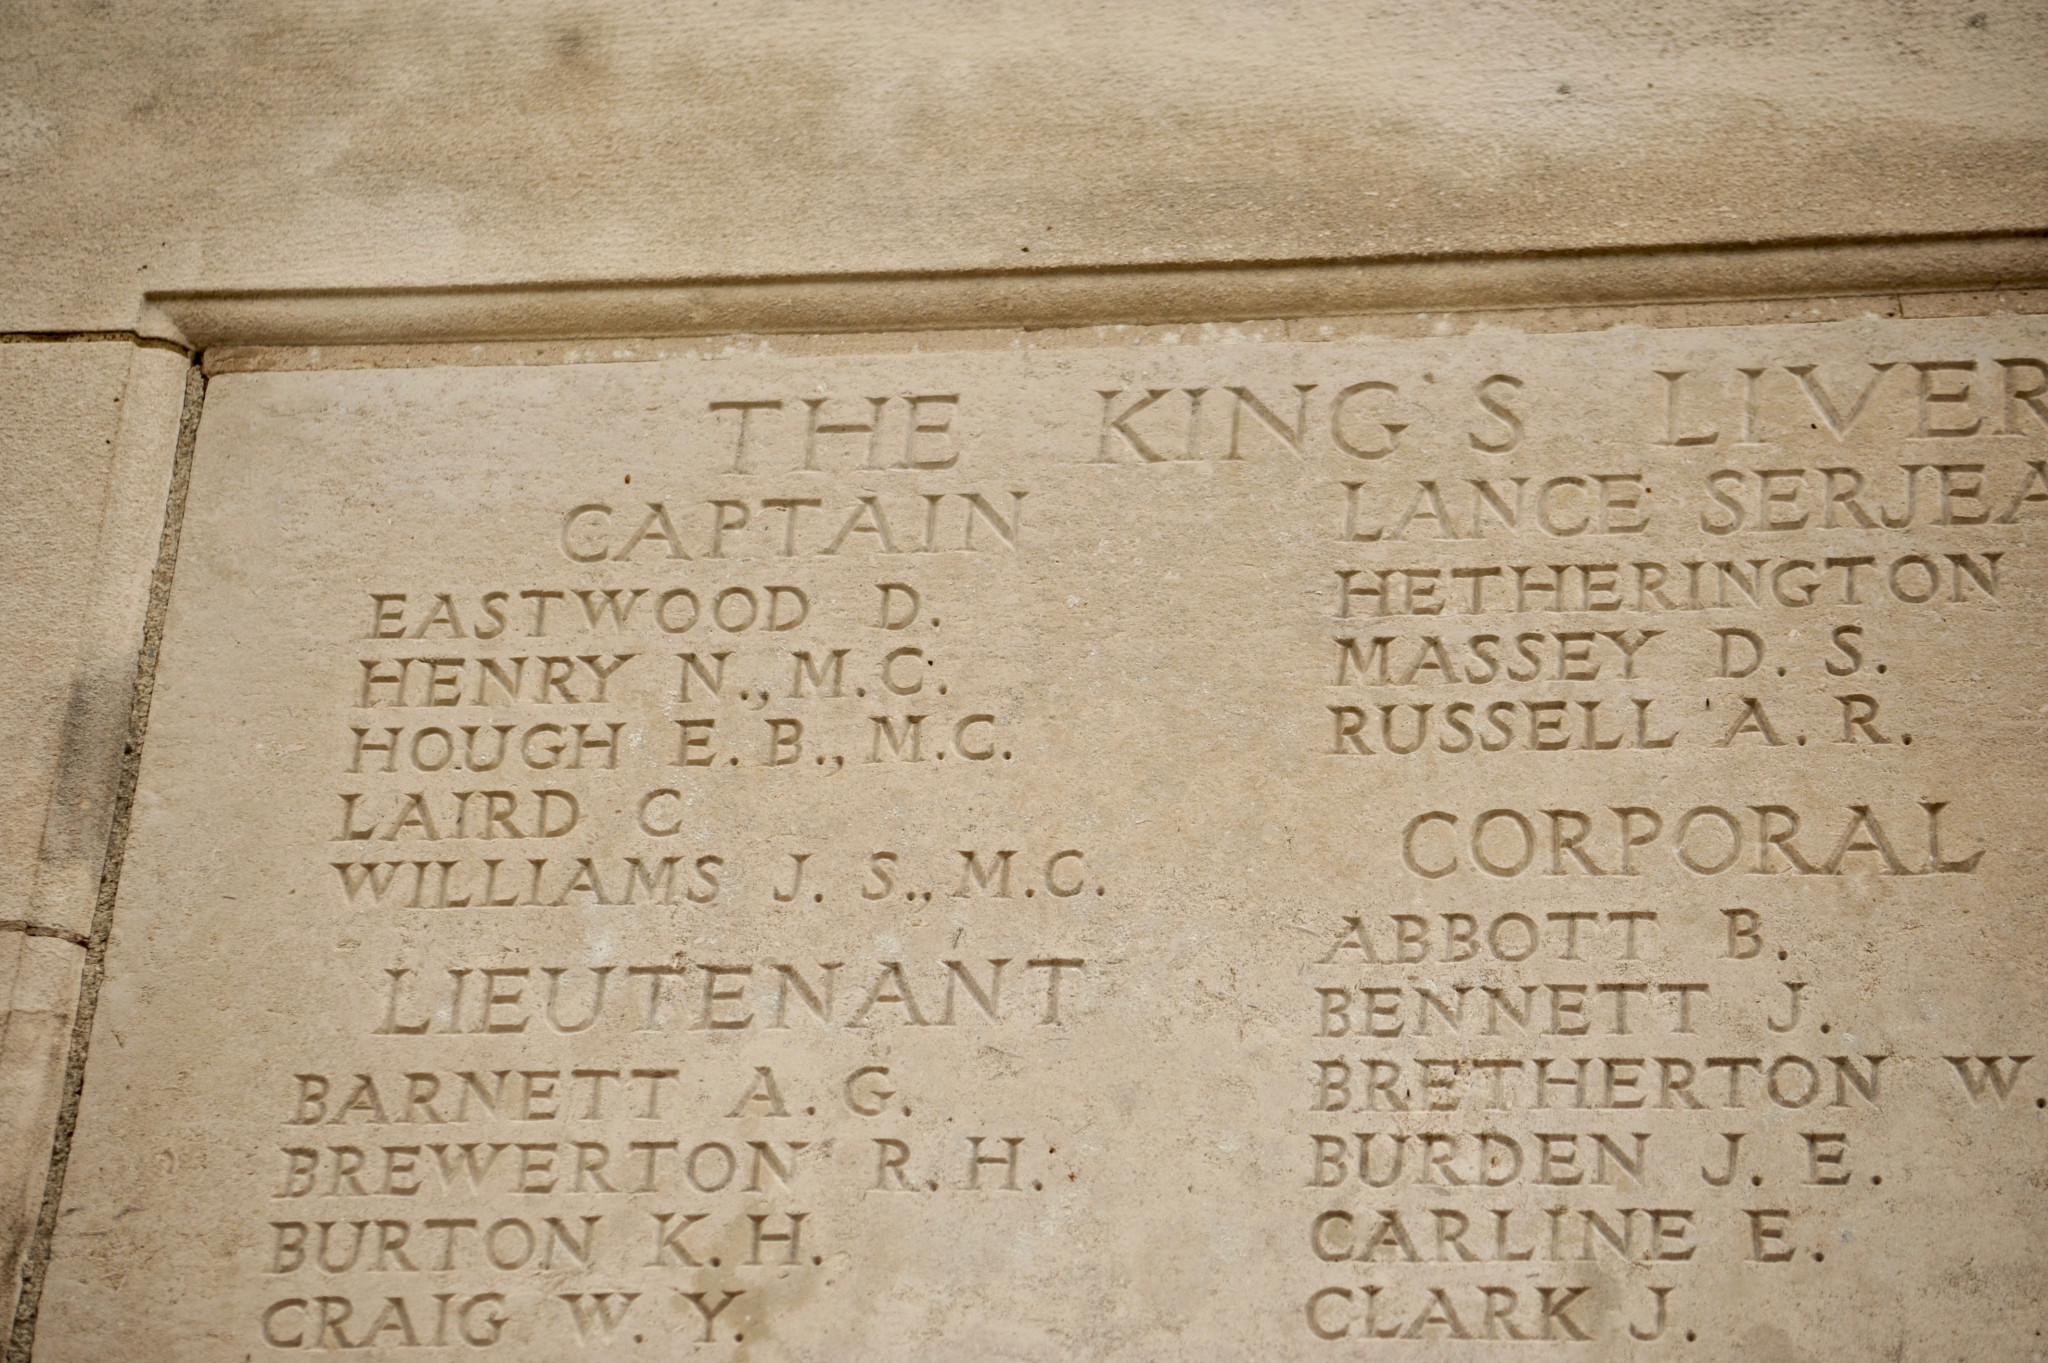 THE KING'S LIVER
CAPTAIN
EASTWOOD D.
HENRY N., M.C.
HOUGH E. B., M.C.
LAIRD C
WILLIAMS J. S., M.C.
LIEUTENANT
BARNETT A. G.
BREWERTON R. H.
BURTON K. H.
CRAIG W. Y.
LANCE SERJEA
HETHERINGTON
MASSEY D. S.
RUSSELL A. R.
CORPORAL
ABBOTT B.
BENNETT J.
BRETHERTON W.
BURDEN J. E.
CARLINE E.
CLARK J.